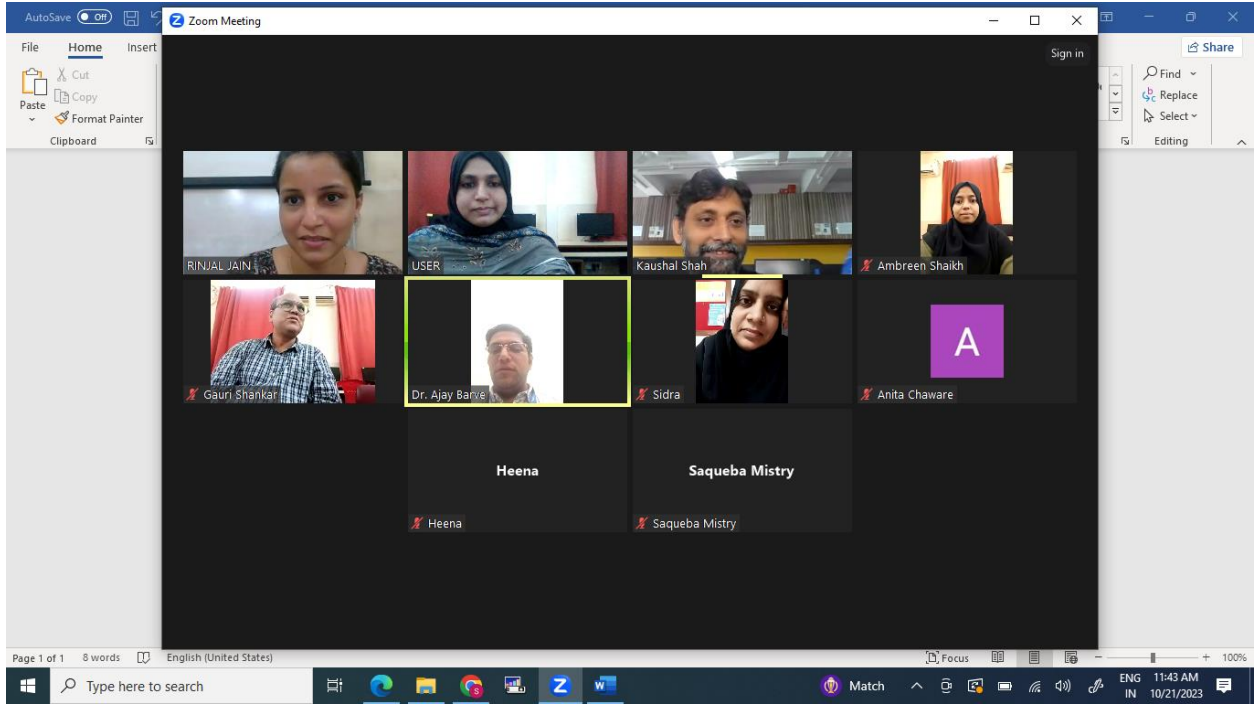 AutoSave Off
Zoom Meeting
File Home Insert
Share
Sign in
Cut
Copy
Format Painter
Paste
Clipboard
Find
Replace
Select
Editing
RINJAL JAIN
USER
Kaushal Shah
Ambreen Shaikh
Gauri Shankar
Dr. Ajay Barve
Sidra
A
Anita Chaware
Heena
Saqueba Mistry
Heena
Saqueba Mistry
Page 1 of 1 8 words English (United States)
Focus
100%
Type here to search
Match
ENG 11:43 AM
IN 10/21/2023